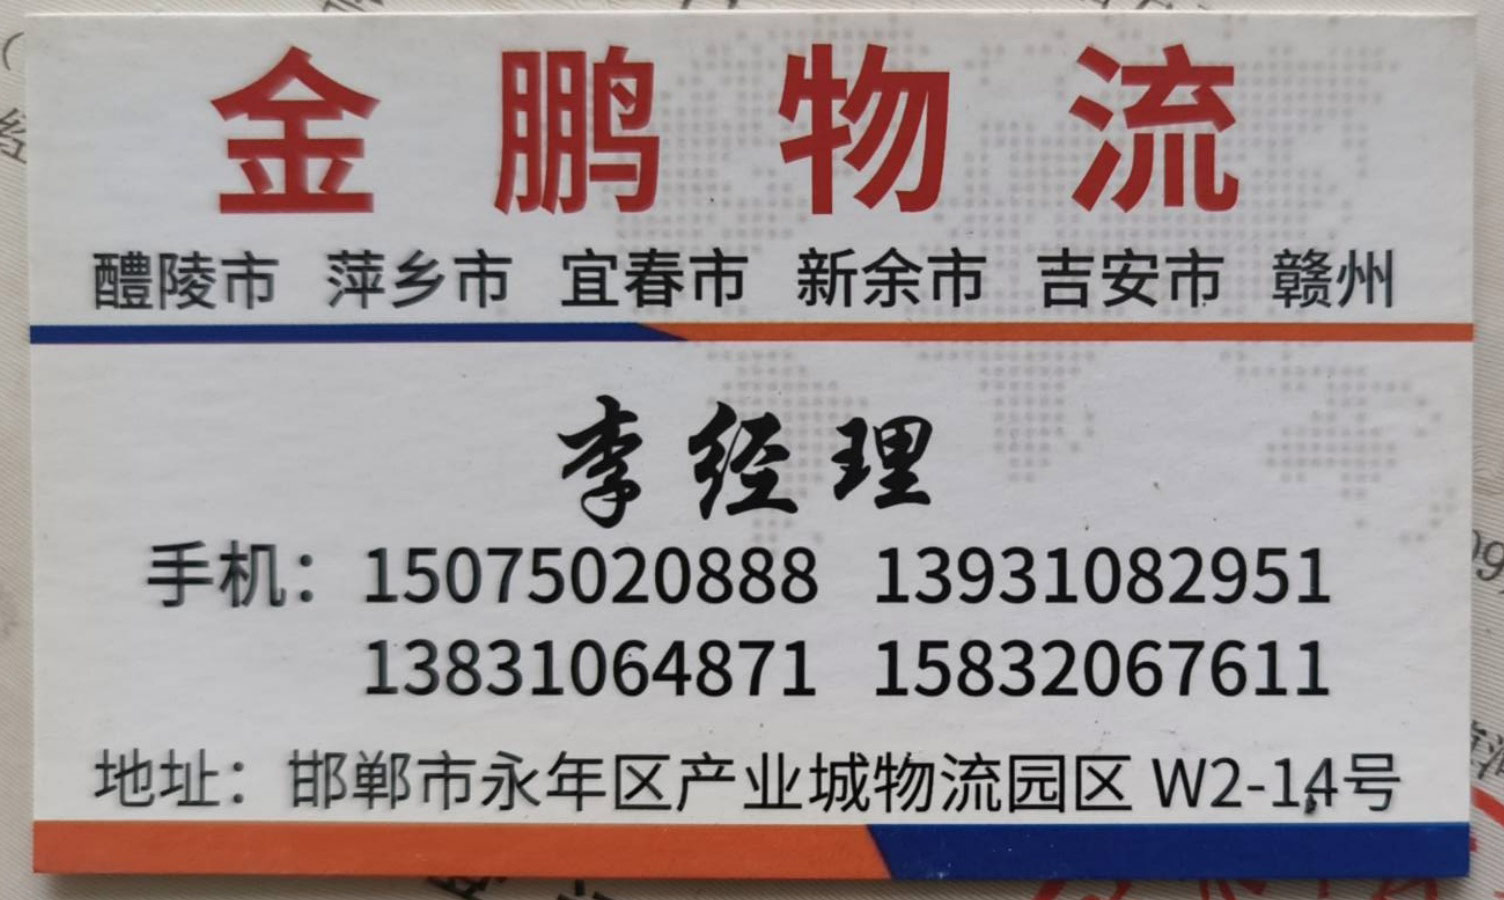 金鹏物流
醴陵市 萍乡市 宜春市 新余市 吉安市 赣州
李经理
手机：15075020888 13931082951
13831064871 15832067611
地址：邯郸市永年区产业城物流园区 W2-14号